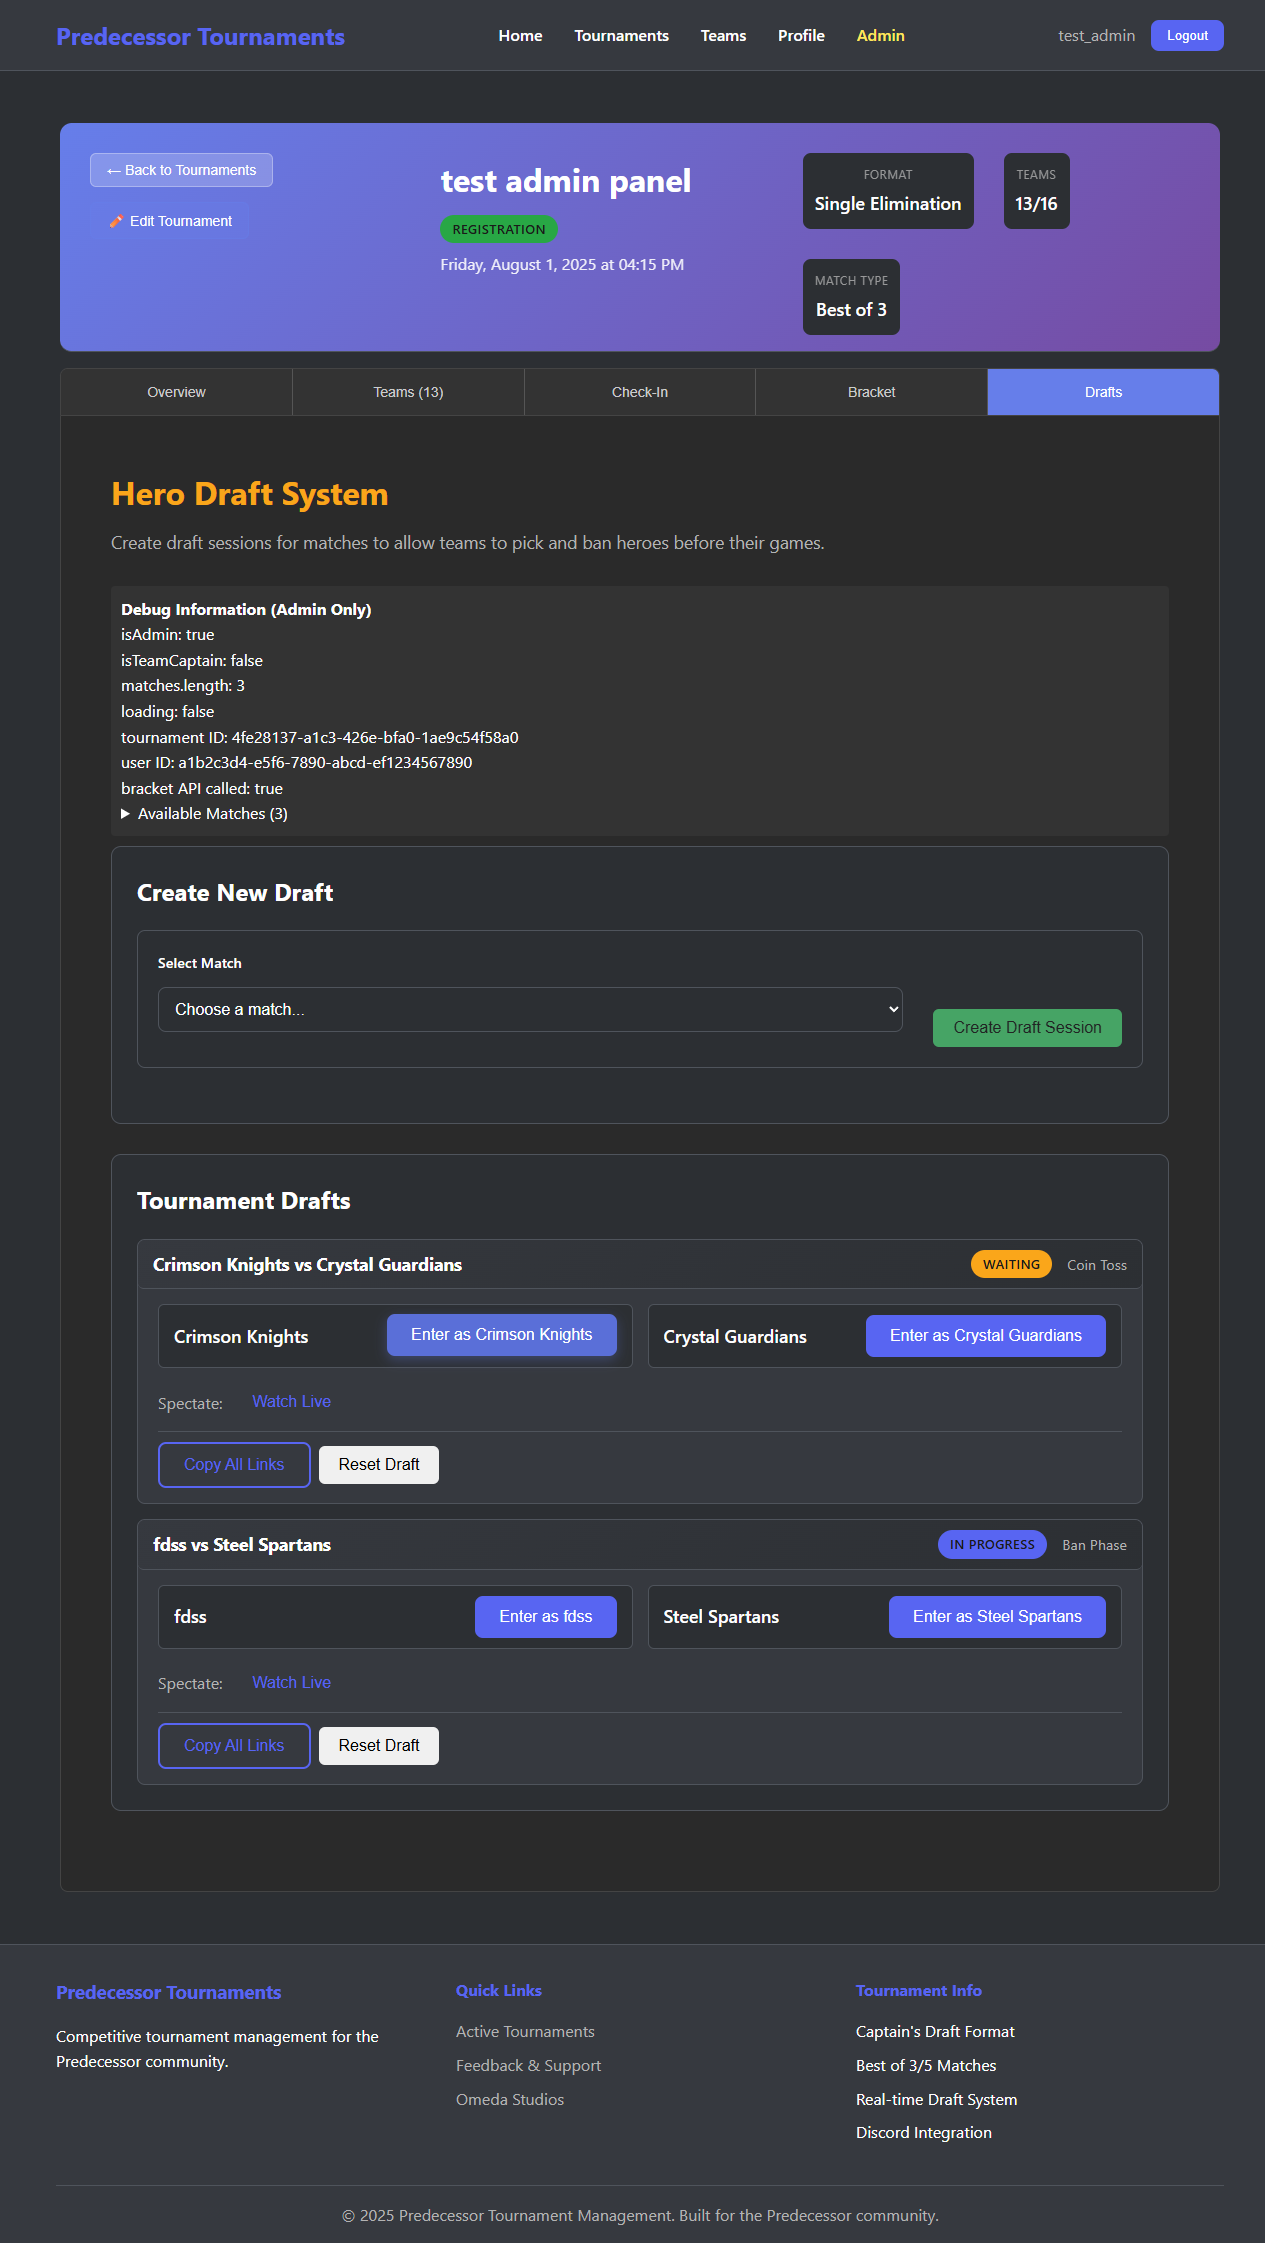 Predecessor Tournaments
Home Tournaments Teams Profile Admin
test_admin Logout
← Back to Tournaments
Edit Tournament
test admin panel
REGISTRATION
Friday, August 1, 2025 at 04:15 PM
FORMAT
Single Elimination
TEAMS
13/16
MATCH TYPE
Best of 3
Overview Teams (13) Check-In Bracket Drafts
Hero Draft System
Create draft sessions for matches to allow teams to pick and ban heroes before their games.
Debug Information (Admin Only)
isAdmin: true
isTeamCaptain: false
matches.length: 3
loading: false
tournament ID: 4fe28137-a1c3-426e-bfa0-1ae9c54f58a0
user ID: a1b2c3d4-e5f6-7890-abcd-ef1234567890
bracket API called: true
▶ Available Matches (3)
Create New Draft
Select Match
Choose a match...
Create Draft Session
Tournament Drafts
Crimson Knights vs Crystal Guardians WAITING Coin Toss
Crimson Knights Enter as Crimson Knights Crystal Guardians Enter as Crystal Guardians
Spectate: Watch Live
Copy All Links Reset Draft
fdss vs Steel Spartans IN PROGRESS Ban Phase
fdss Enter as fdss Steel Spartans Enter as Steel Spartans
Spectate: Watch Live
Copy All Links Reset Draft
Predecessor Tournaments
Competitive tournament management for the
Predecessor community.
Quick Links
Active Tournaments
Feedback & Support
Omeda Studios
Tournament Info
Captain's Draft Format
Best of 3/5 Matches
Real-time Draft System
Discord Integration
© 2025 Predecessor Tournament Management. Built for the Predecessor community.